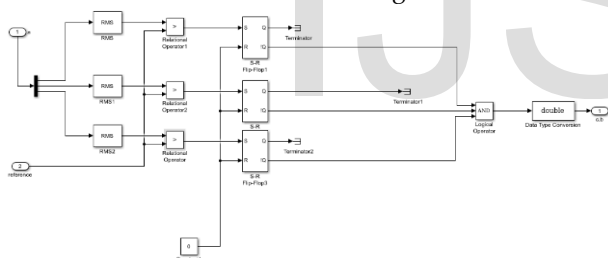 1
RMS
RMS
>
Relational
Operator1
S Q
R !Q
S-R
Flip-Flop1
Terminator
RMS
RMS1
>
Relational
Operator2
S Q
R !Q
S-R
Terminator1
RMS
RMS2
>
Relational
Operator
S Q
R !Q
S-R
Flip-Flop3
Terminator2
AND
Logical
Operator
double
Data Type Conversion
1
2
reference
0